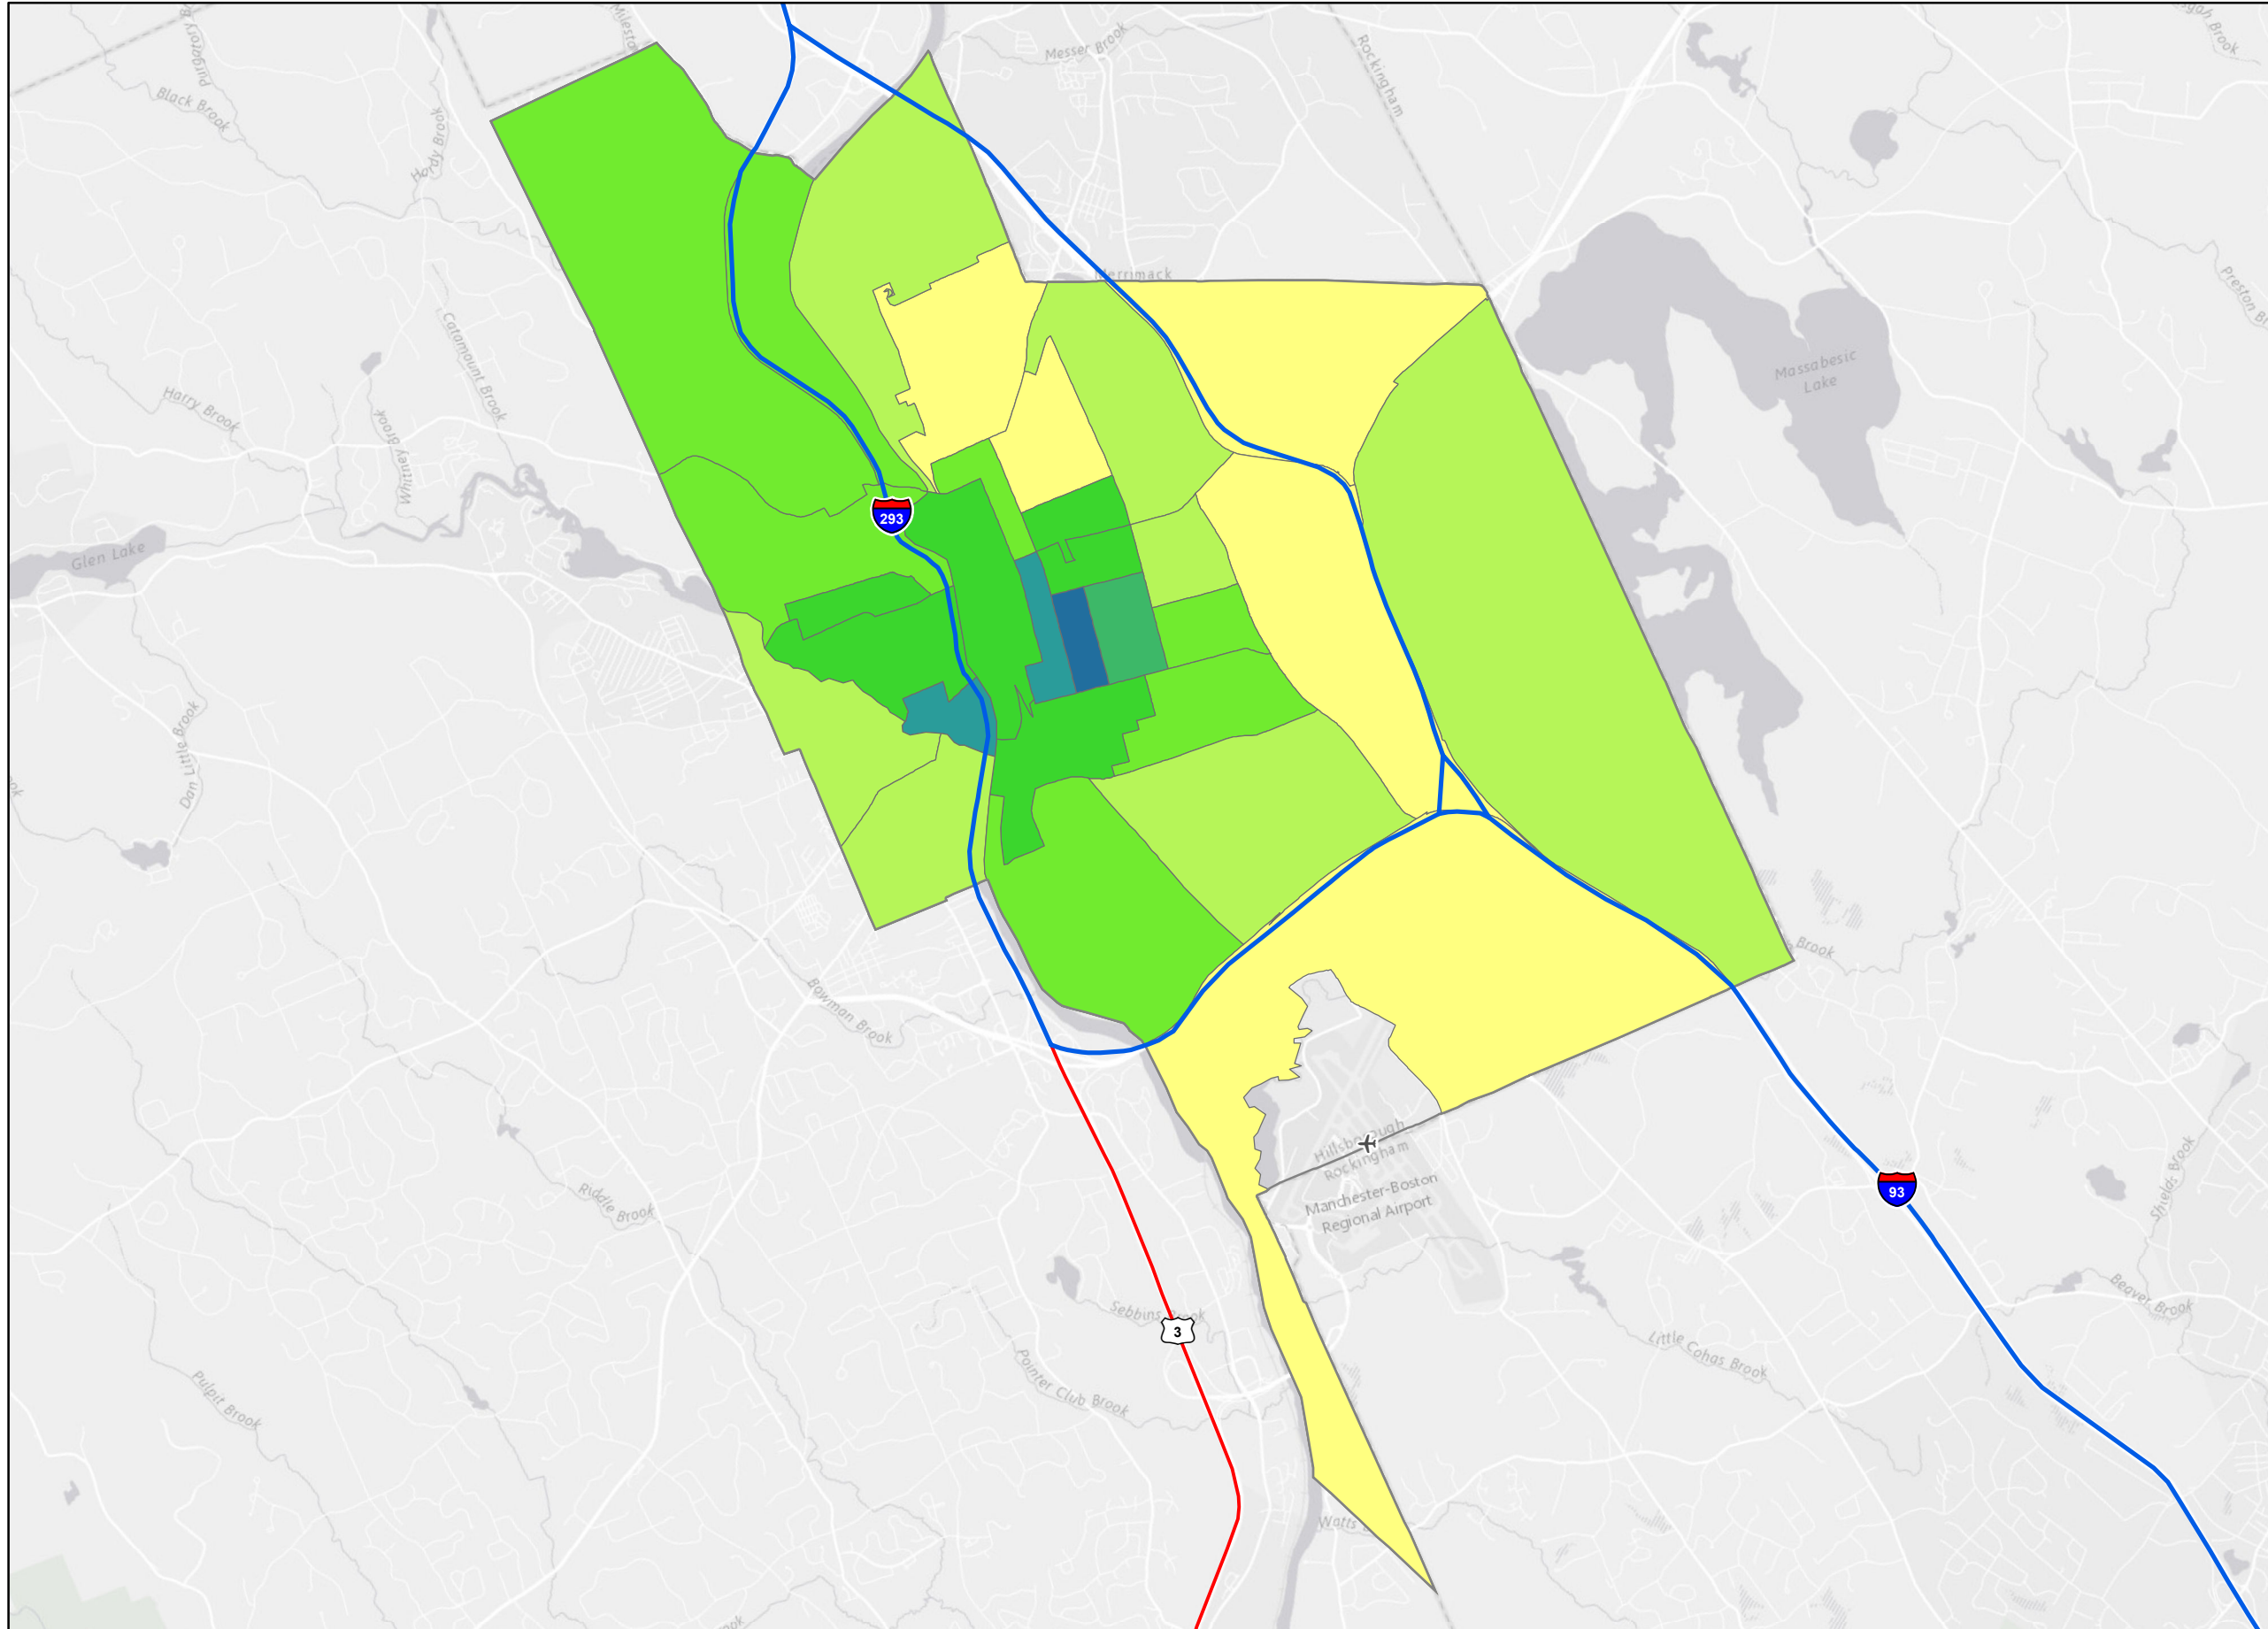 Purgatory B
Milest
Messer Brook
Rockingham
Black Brook
Hardy Brook
Merrimack
Preston Br
Catamount Brook
Massabesic
Lake
Harry Brook
Whitney Brook
293
Glen Lake
Dan Little Brook
Brook
Bowman Brook
Hillsborough
Rockingham
Manchester-Boston
Regional Airport
93
Riddle Brook
Shields Brook
Beaver Brook
Sebbins Brook
3
Little Cohas Brook
Pointer Club Brook
Pulpit Brook
Watts